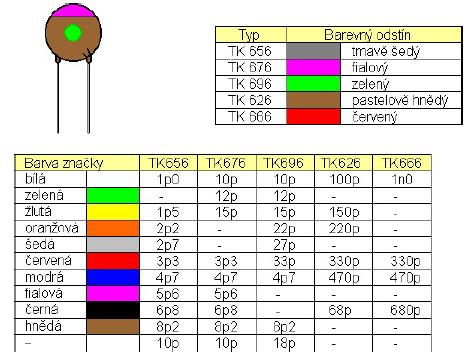 Typ Barevný odstín
TK 656 tmavě šedý
TK 676 fialový
TK 696 zelený
TK 626 pastelově hnědý
TK 666 červený
Barva značky TK656 TK676 TK696 TK626 TK666
bílá 1p0 10p 10p 100p 1n0
zelená - 12p 12p - -
žlutá 1p5 15p 15p 150p -
oranžová 2p2 - 22p 220p -
šedá 2p7 - 27p - -
červená 3p3 3p3 33p 330p 330p
modrá 4p7 4p7 4p7 470p 470p
fialová 5p6 5p6 - - -
černá 6p8 6p8 - 68p 680p
hnědá 8p2 8p2 8p2 - -
– 10p 10p 18p - -